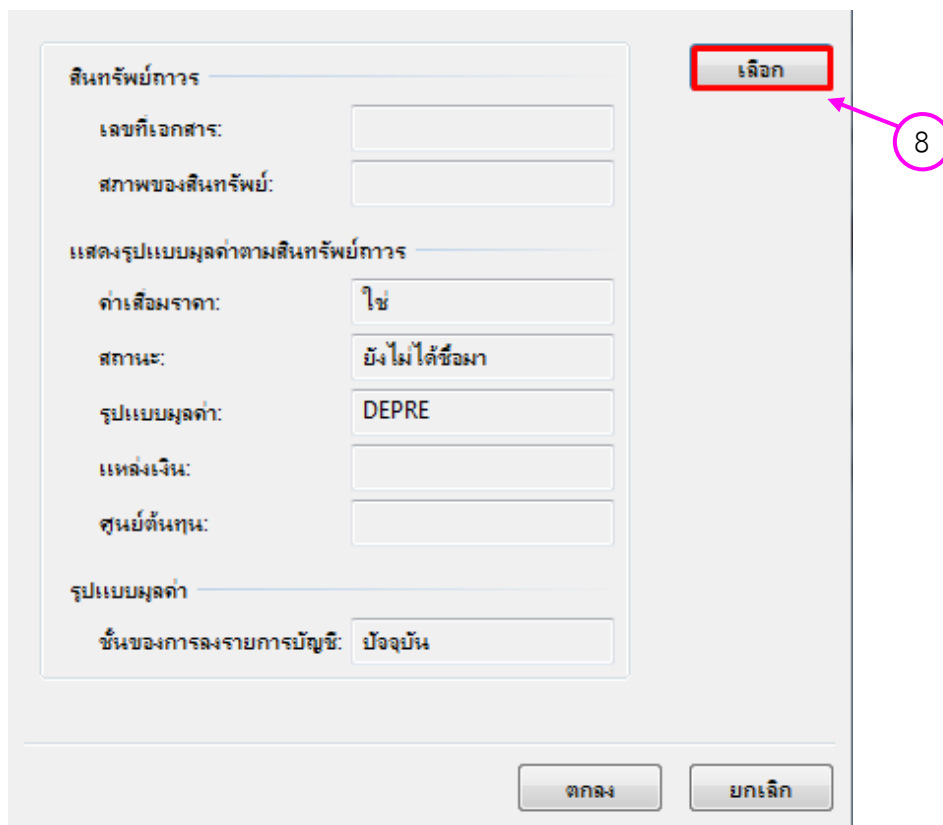 สินทรัพย์ถาวร
เลือก
เลขที่เอกสาร:
8
สภาพของสินทรัพย์:
แสดงรูปแบบมูลค่าตามสินทรัพย์ถาวร
ค่าเสื่อมราคา: ใช่
สถานะ: ยังไม่ได้ซื้อมา
รูปแบบมูลค่า: DEPRE
แหล่งเงิน:
ศูนย์ต้นทุน:
รูปแบบมูลค่า
ชั้นของการลงรายการบัญชี: ปัจจุบัน
ตกลง ยกเลิก